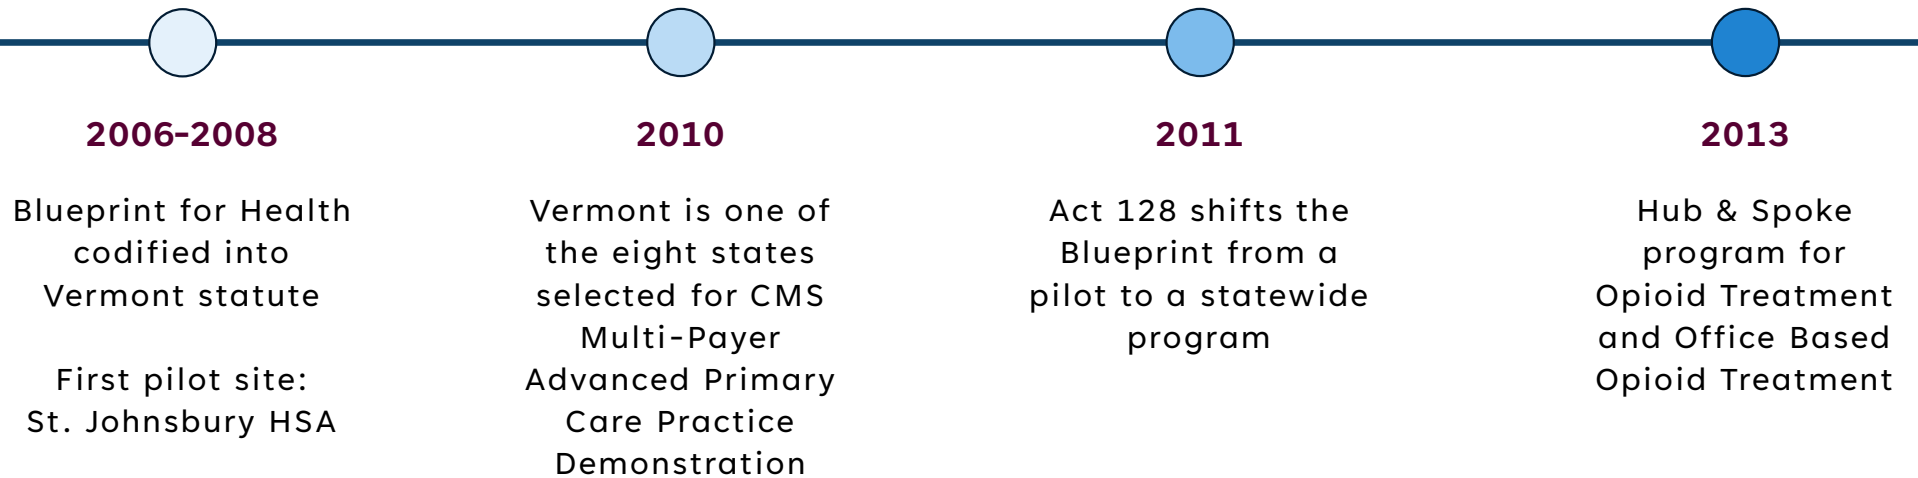 2006-2008
Blueprint for Health
codified into
Vermont statute
First pilot site:
St. Johnsbury HSA
2010
Vermont is one of
the eight states
selected for CMS
Multi-Payer
Advanced Primary
Care Practice
Demonstration
2011
Act 128 shifts the
Blueprint from a
pilot to a statewide
program
2013
Hub & Spoke
program for
Opioid Treatment
and Office Based
Opioid Treatment